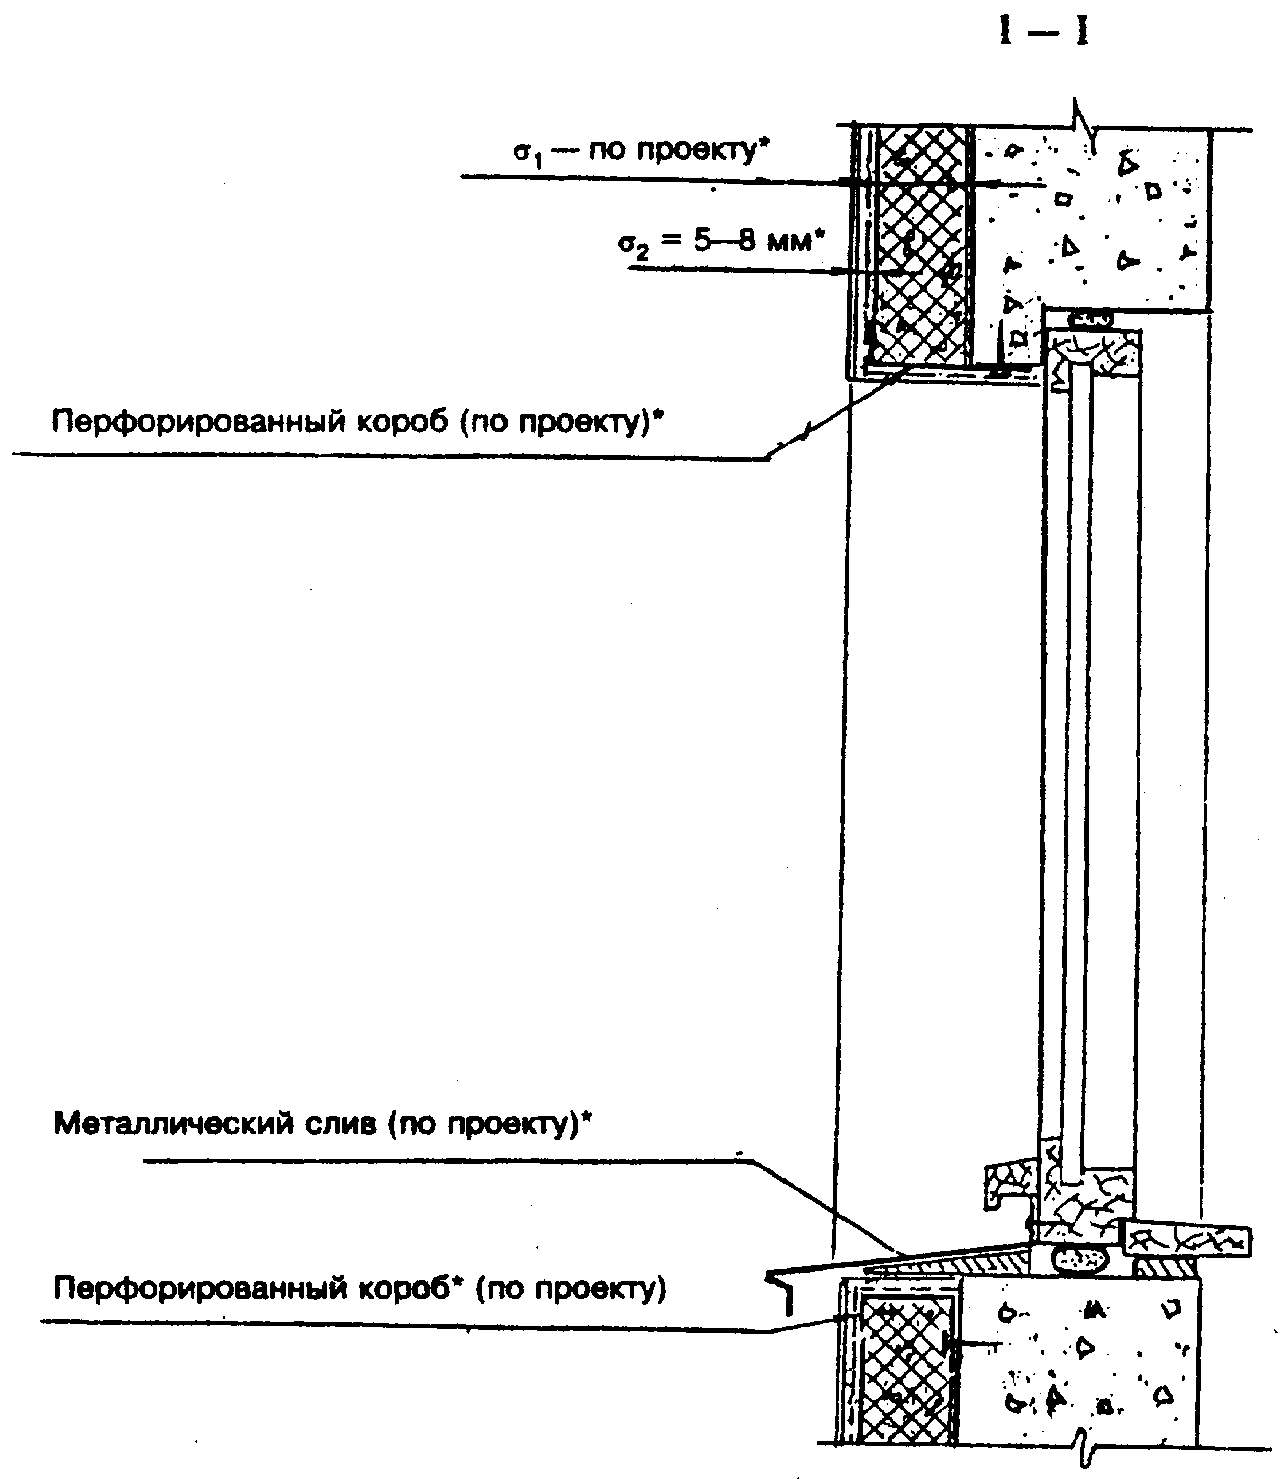 I — I
σ₁ — по проекту*
σ₂ = 5—8 мм*
Перфорированный короб (по проекту)*
Металлический слив (по проекту)*
Перфорированный короб* (по проекту)